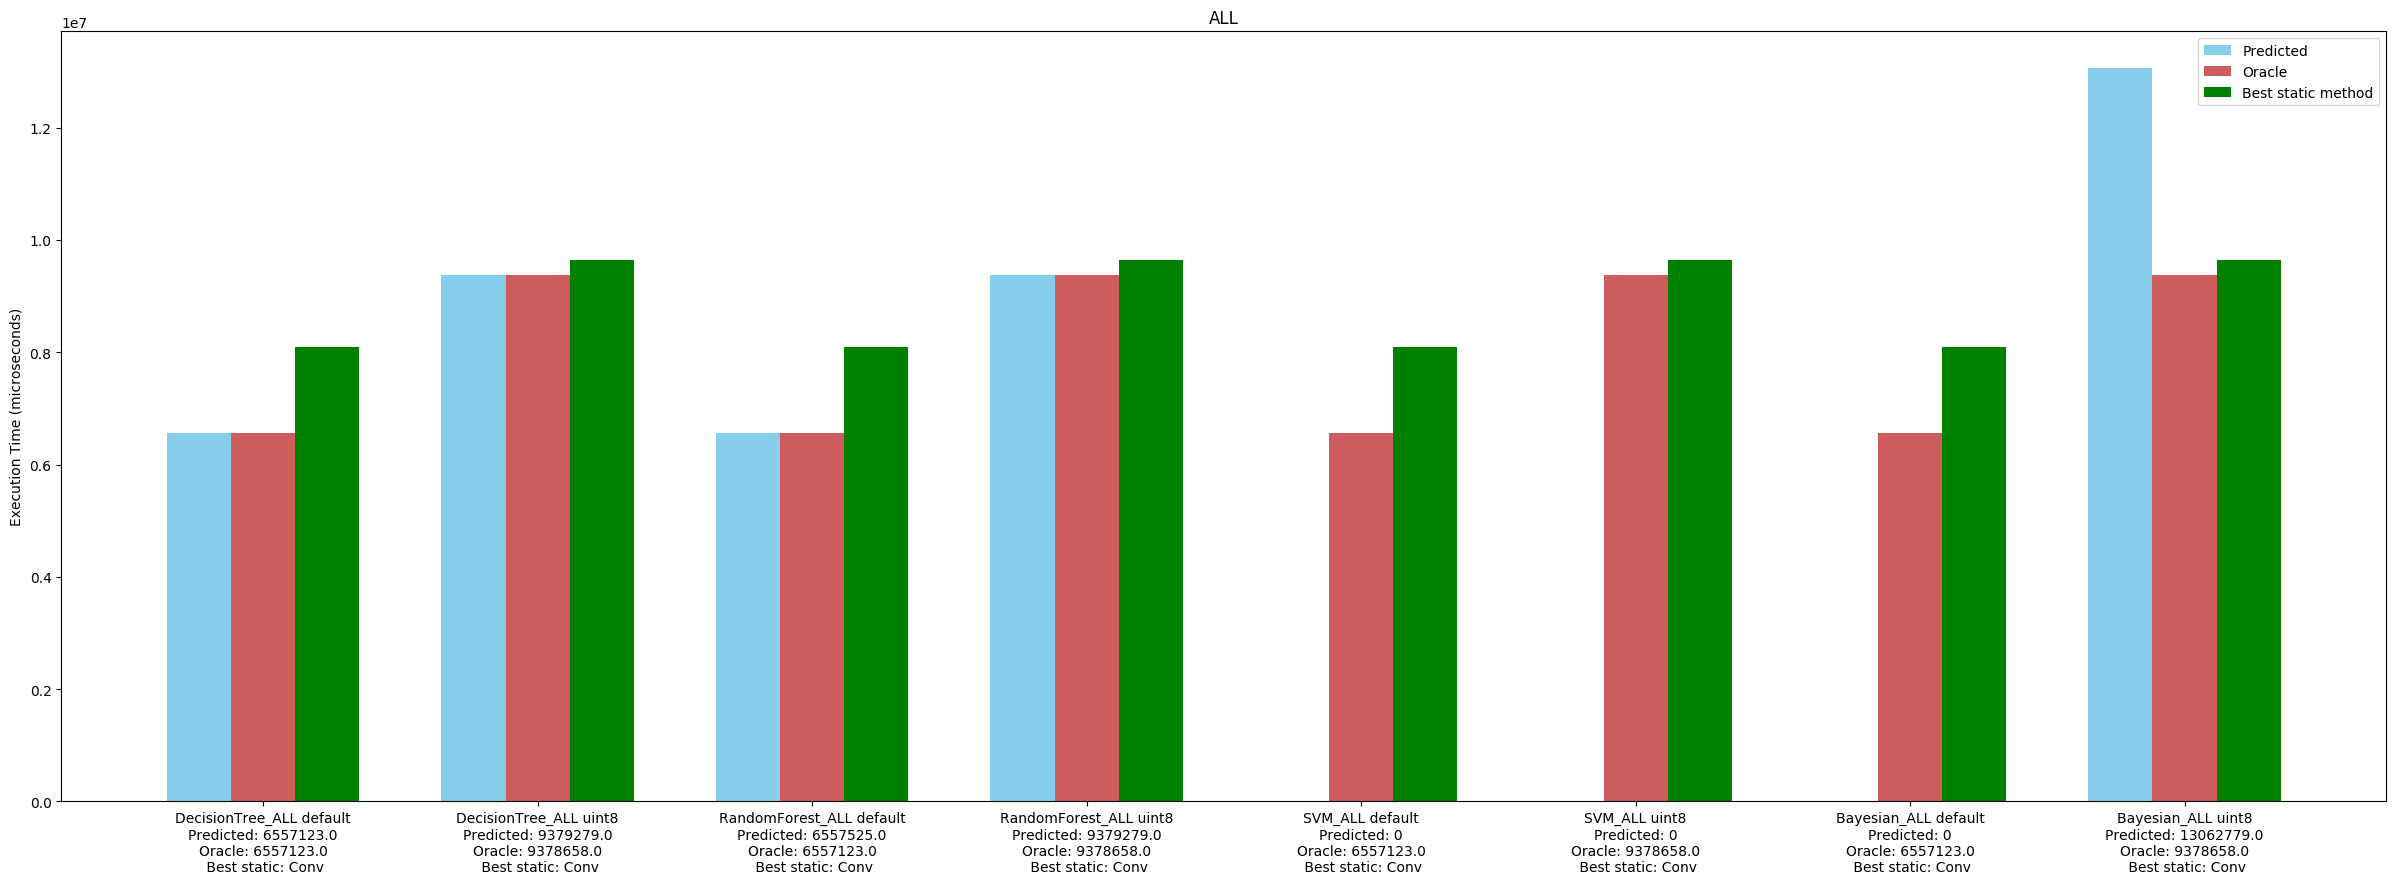 ALL
1e7
Predicted
Oracle
Best static method
1.2
1.0
0.8
0.6
0.4
0.2
0.0
Execution Time (microseconds)
DecisionTree_ALL default
Predicted: 6557123.0
Oracle: 6557123.0
Best static: Conv
DecisionTree_ALL uint8
Predicted: 9379279.0
Oracle: 9378658.0
Best static: Conv
RandomForest_ALL default
Predicted: 6557525.0
Oracle: 6557123.0
Best static: Conv
RandomForest_ALL uint8
Predicted: 9379279.0
Oracle: 9378658.0
Best static: Conv
SVM_ALL default
Predicted: 0
Oracle: 6557123.0
Best static: Conv
SVM_ALL uint8
Predicted: 0
Oracle: 9378658.0
Best static: Conv
Bayesian_ALL default
Predicted: 0
Oracle: 6557123.0
Best static: Conv
Bayesian_ALL uint8
Predicted: 13062779.0
Oracle: 9378658.0
Best static: Conv